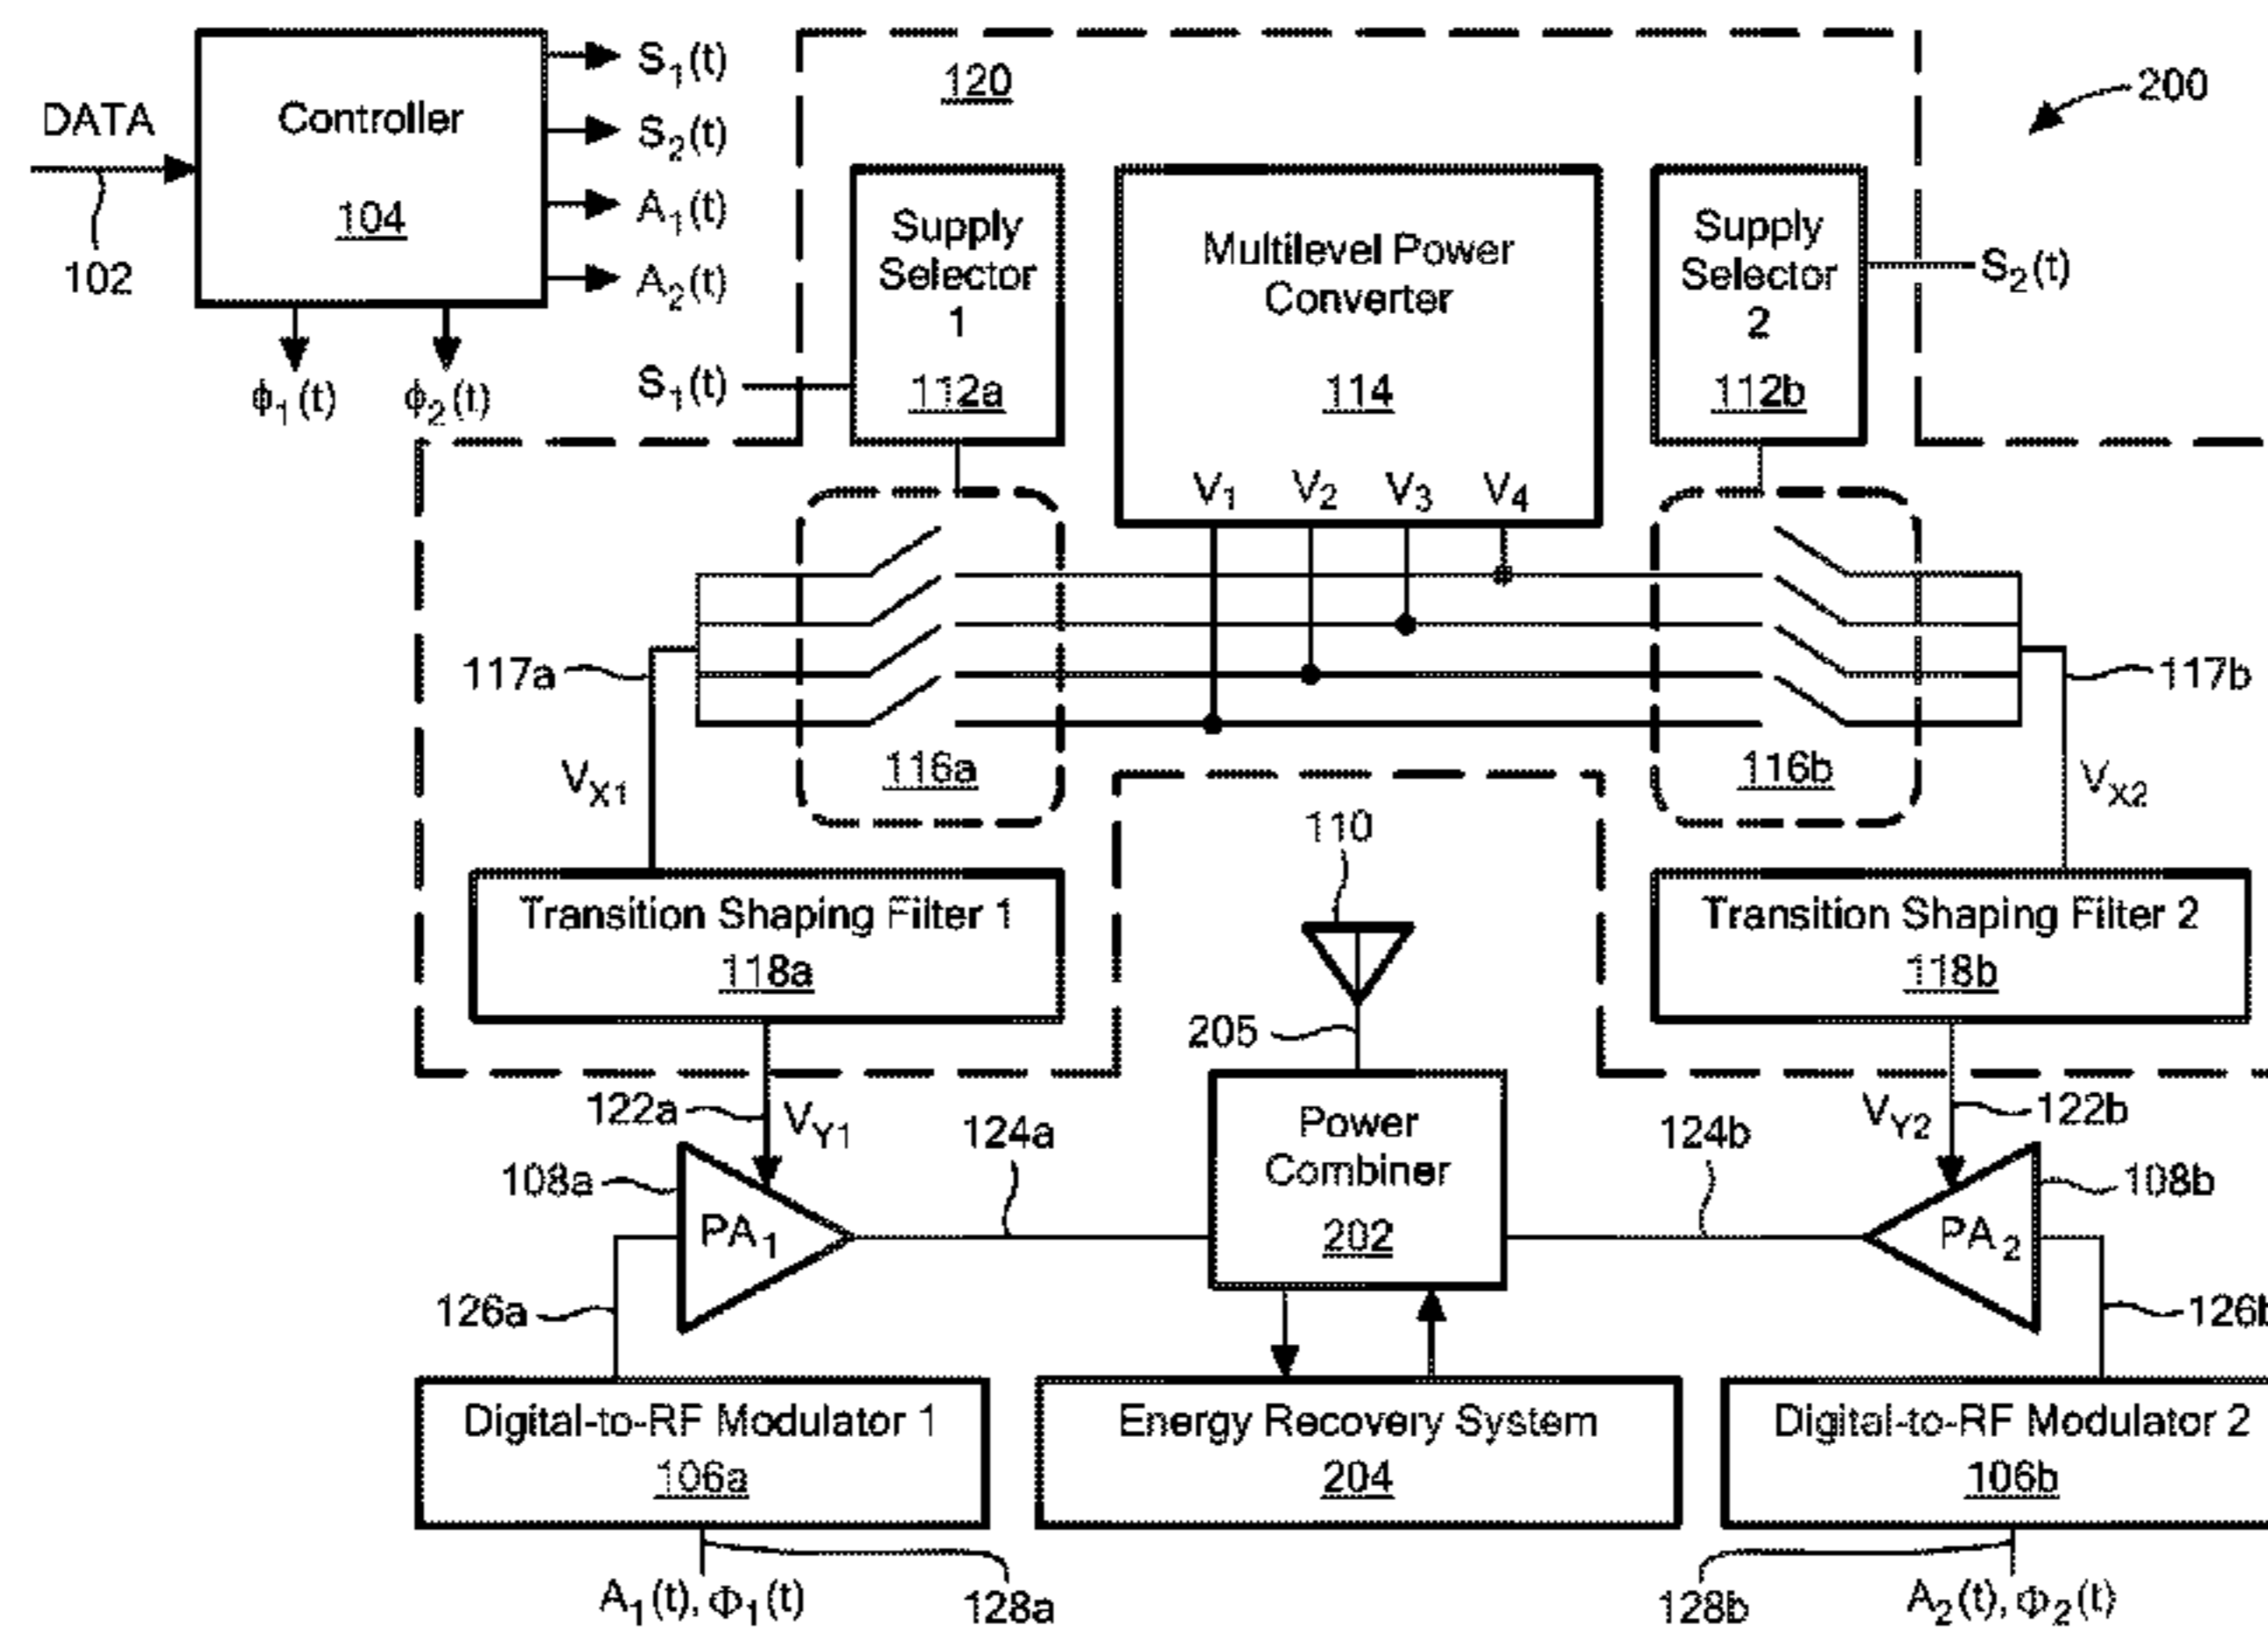 DATA
102
Controller
104
S1(t)
S2(t)
A1(t)
A2(t)
ϕ1(t)
ϕ2(t)
120
200
Supply
Selector
1
112a
S1(t)
Multilevel Power
Converter
114
V1
V2
V3
V4
Supply
Selector
2
112b
S2(t)
117a
117b
116a
116b
VX1
VX2
110
Transition Shaping Filter 1
118a
Transition Shaping Filter 2
118b
205
122a
VY1
124a
Power
Combiner
202
124b
VY2
122b
108a
PA1
PA2
108b
126a
126b
Digital-to-RF Modulator 1
106a
Energy Recovery System
204
Digital-to-RF Modulator 2
106b
A1(t), Φ1(t)
128a
128b
A2(t), Φ2(t)